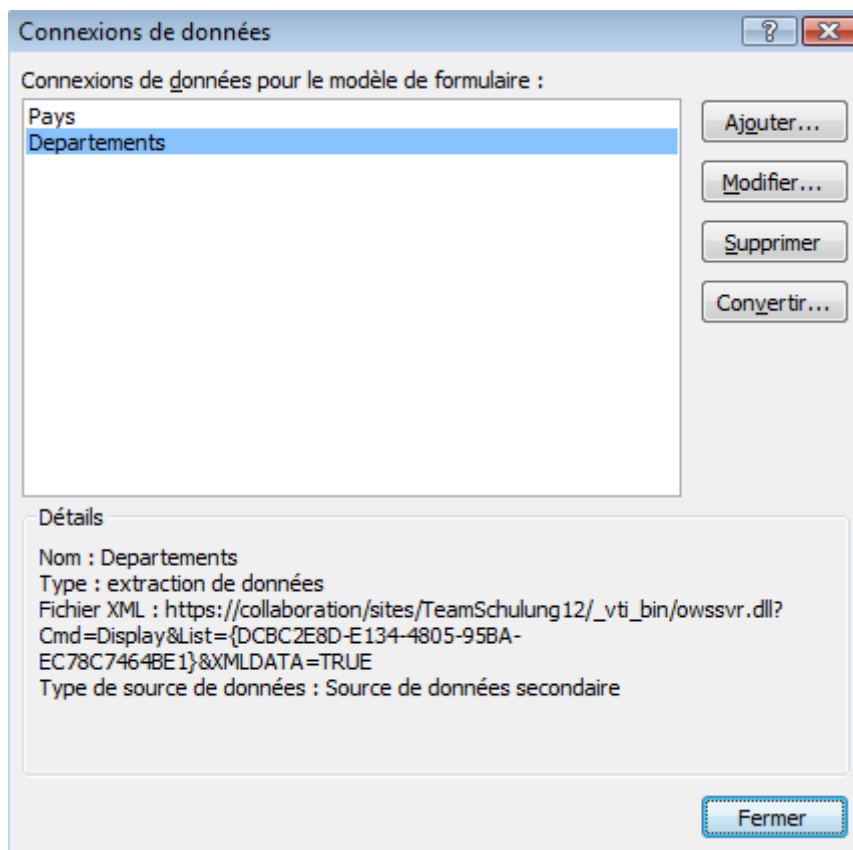 Connexions de données
Connexions de données pour le modèle de formulaire :
Pays
Departements
Ajouter...
Modifier...
Supprimer
Convertir...
Détails
Nom : Departements
Type : extraction de données
Fichier XML : https://collaboration/sites/TeamSchulung12/_vti_bin/owssvr.dll?
Cmd=Display&List={DCBC2E8D-E134-4805-95BA-
EC78C7464BE1}&XMLDATA=TRUE
Type de source de données : Source de données secondaire
Fermer